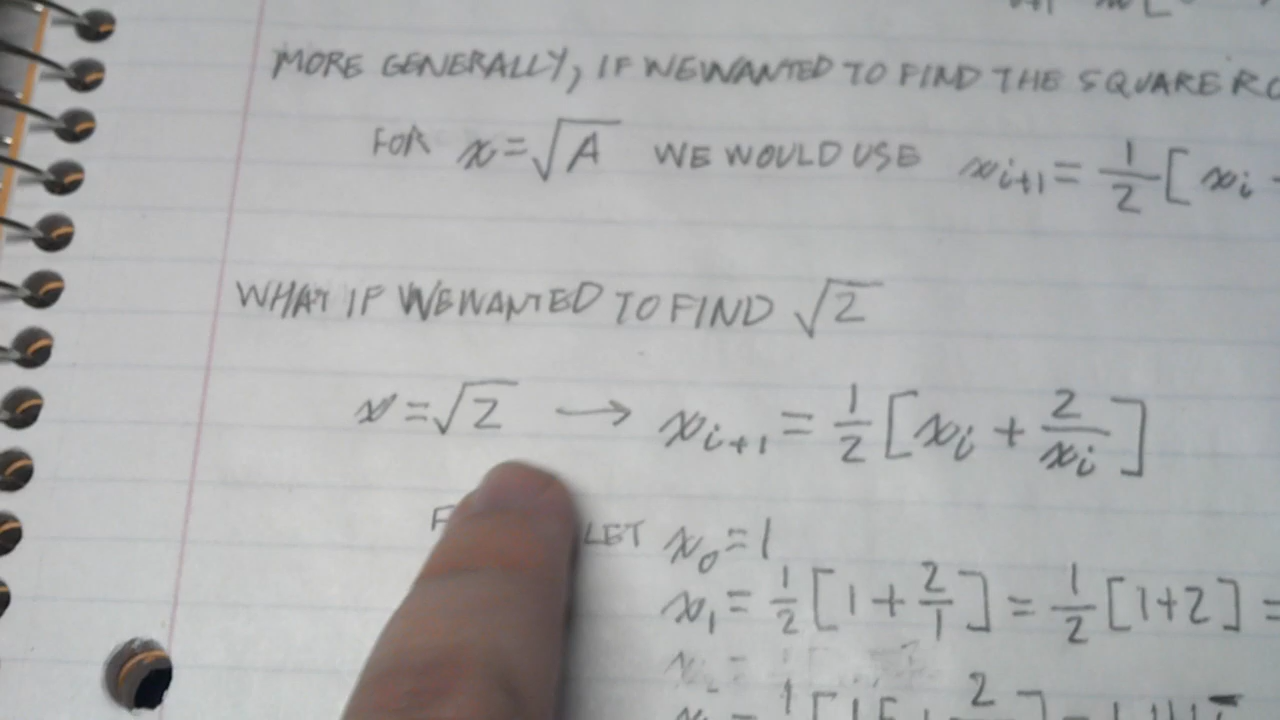 MORE GENERALLY, IF WE WANTED TO FIND THE SQUARE
FOR x = √A WE WOULD USE x_{i+1} = 1/2 [ x_i
WHAT IF WE WANTED TO FIND √2
x = √2 → x_{i+1} = 1/2 [ x_i + 2/x_i ]
LET x_0 = 1
x_1 = 1/2 [ 1 + 2/1 ] = 1/2 [ 1+2 ] =